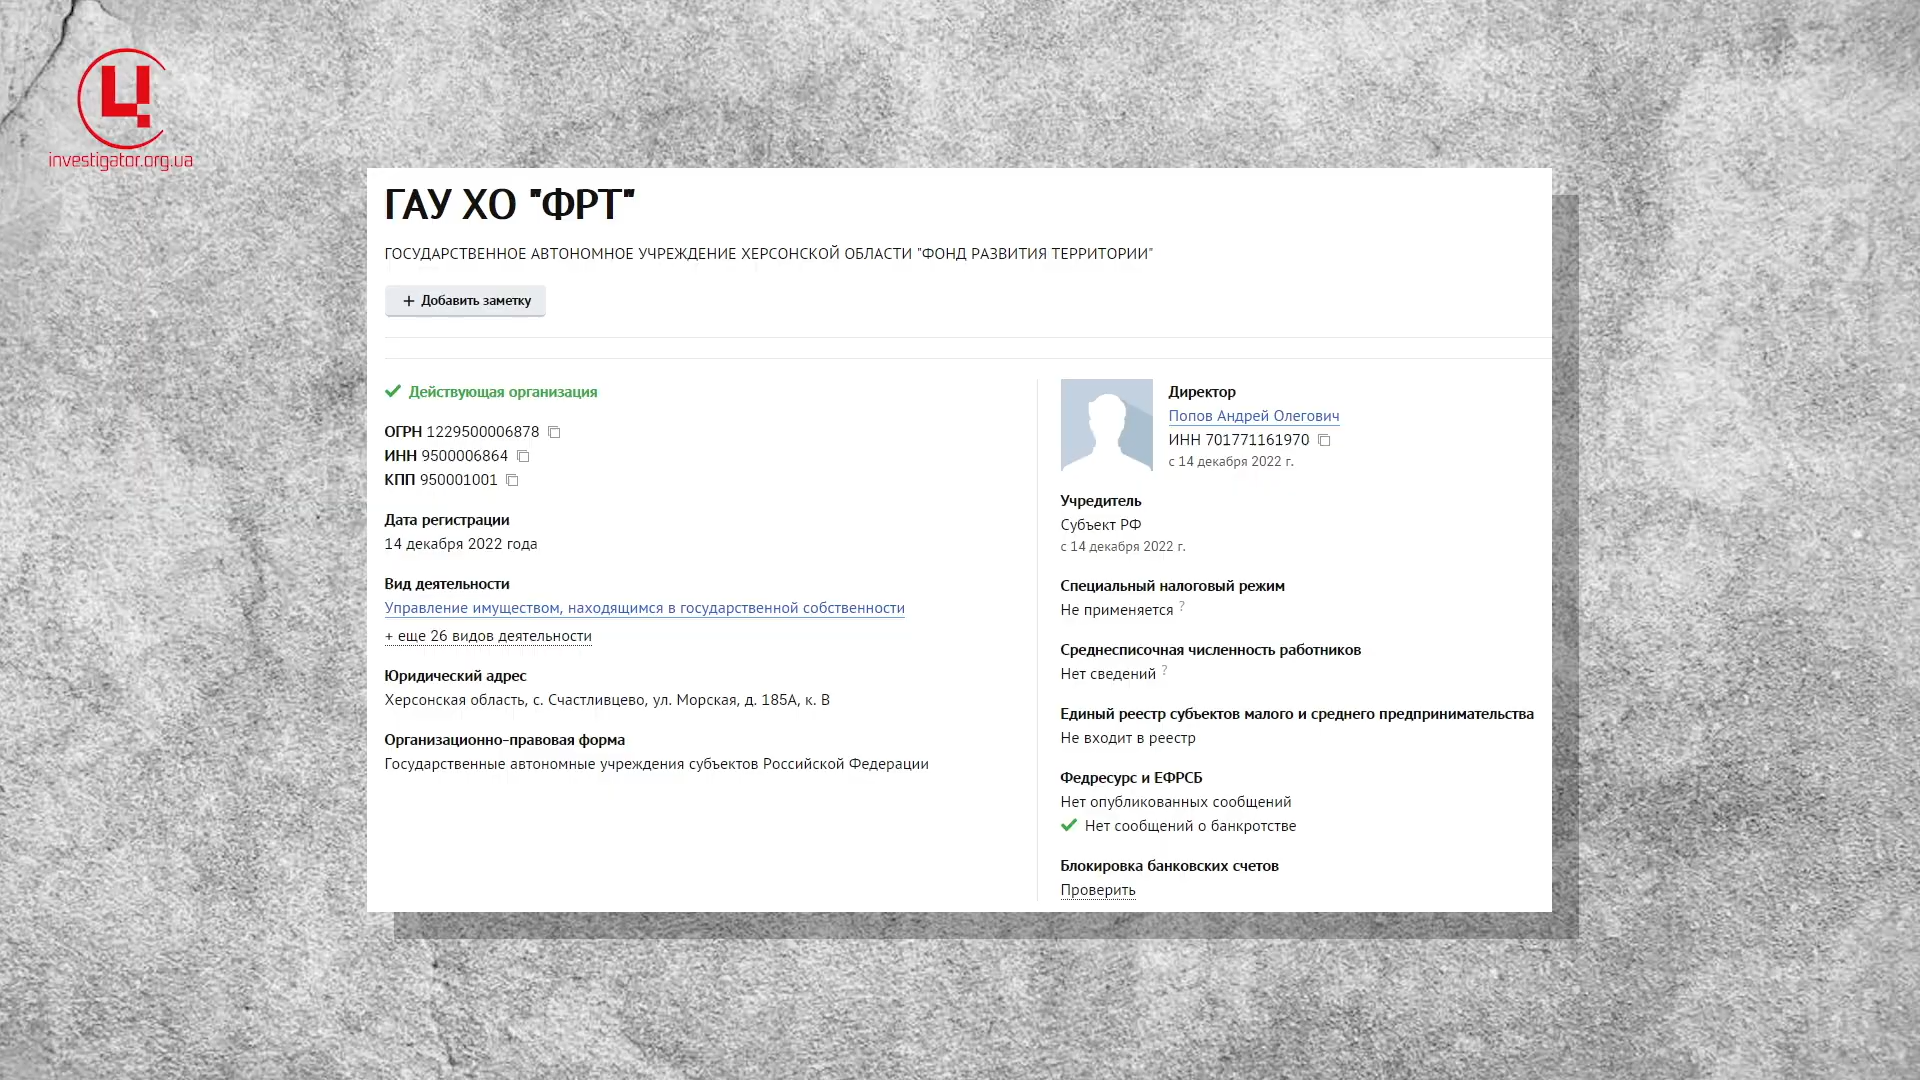 Ц
investigator.org.ua
ГАУ ХО "ФРТ"
ГОСУДАРСТВЕННОЕ АВТОНОМНОЕ УЧРЕЖДЕНИЕ ХЕРСОНСКОЙ ОБЛАСТИ "ФОНД РАЗВИТИЯ ТЕРРИТОРИИ"
+ Добавить заметку
Действующая организация
ОГРН 1229500006878
ИНН 9500006864
КПП 950001001
Дата регистрации
14 декабря 2022 года
Вид деятельности
Управление имуществом, находящимся в государственной собственности
+ еще 26 видов деятельности
Юридический адрес
Херсонская область, с. Счастливцево, ул. Морская, д. 185А, к. В
Организационно-правовая форма
Государственные автономные учреждения субъектов Российской Федерации
Директор
Попов Андрей Олегович
ИНН 701771161970
с 14 декабря 2022 г.
Учредитель
Субъект РФ
с 14 декабря 2022 г.
Специальный налоговый режим
Не применяется ?
Среднесписочная численность работников
Нет сведений ?
Единый реестр субъектов малого и среднего предпринимательства
Не входит в реестр
Федресурс и ЕФРСБ
Нет опубликованных сообщений
Нет сообщений о банкротстве
Блокировка банковских счетов
Проверить